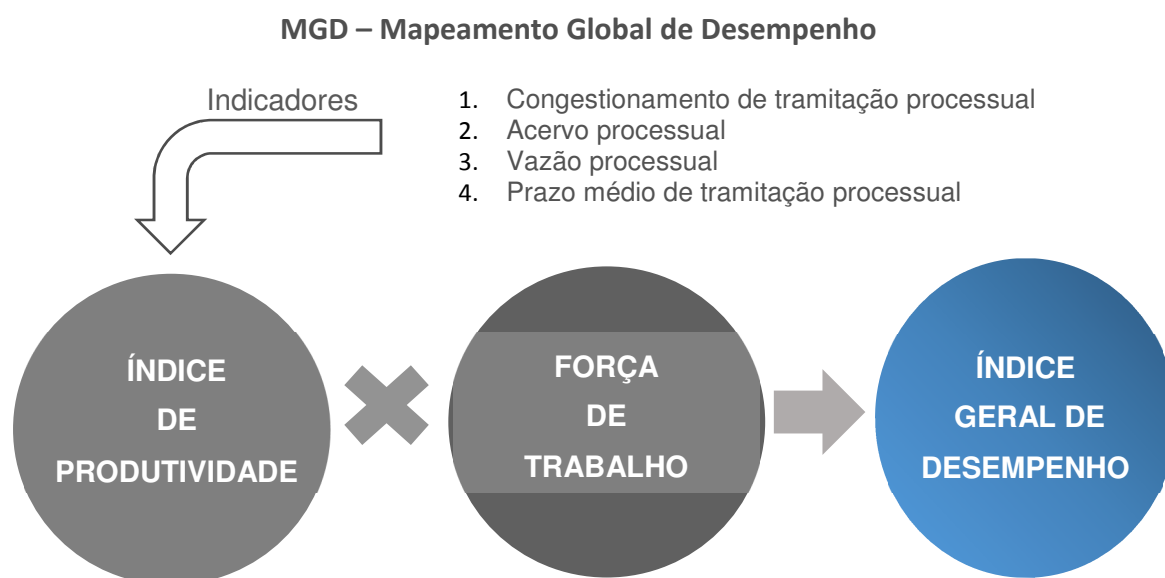 MGD – Mapeamento Global de Desempenho
Indicadores
1. Congestionamento de tramitação processual
2. Acervo processual
3. Vazão processual
4. Prazo médio de tramitação processual
ÍNDICE
DE
PRODUTIVIDADE
FORÇA
DE
TRABALHO
ÍNDICE
GERAL DE
DESEMPENHO